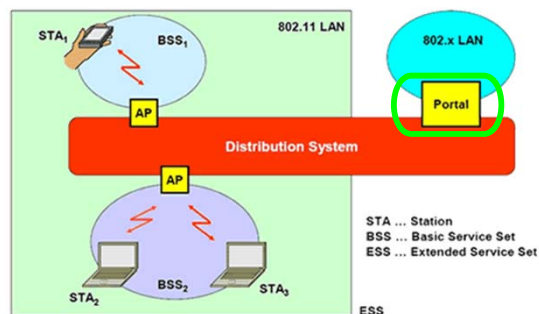 802.11 LAN
STA1
BSS1
802.x LAN
AP
Portal
Distribution System
AP
STA2
BSS2
STA3
STA ... Station
BSS ... Basic Service Set
ESS ... Extended Service Set
ESS